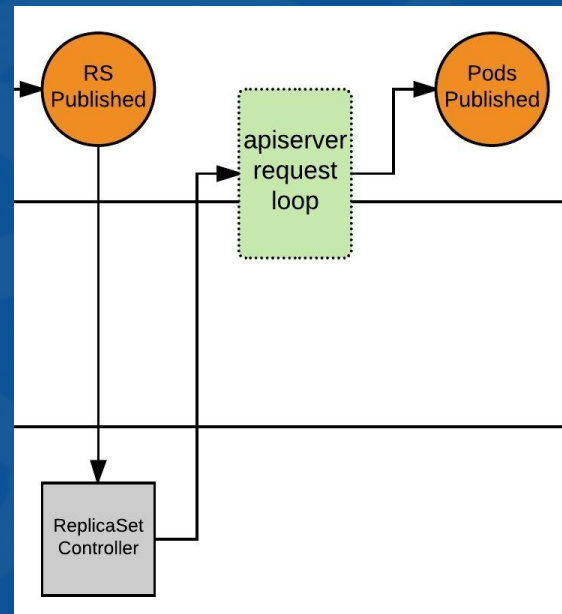 RS
Published
apiserver
request
loop
Pods
Published
ReplicaSet
Controller